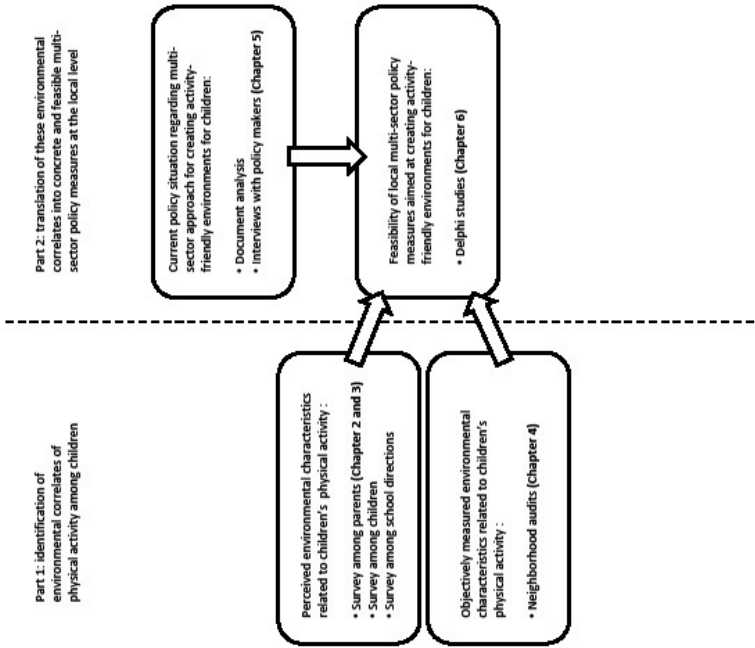 Part 1: identification of
environmental correlates of
physical activity among children
Perceived environmental characteristics
related to children's physical activity :
• Survey among parents (Chapter 2 and 3)
• Survey among children
• Survey among school directions
Objectively measured environmental
characteristics related to children's
physical activity :
• Neighborhood audits (Chapter 4)
Part 2: translation of these environmental
correlates into concrete and feasible multi-
sector policy measures at the local level
Current policy situation regarding multi-
sector approach for creating activity-
friendly environments for children:
• Document analysis
• Interviews with policy makers (Chapter 5)
Feasibility of local multi-sector policy
measures aimed at creating activity-
friendly environments for children:
• Delphi studies (Chapter 6)